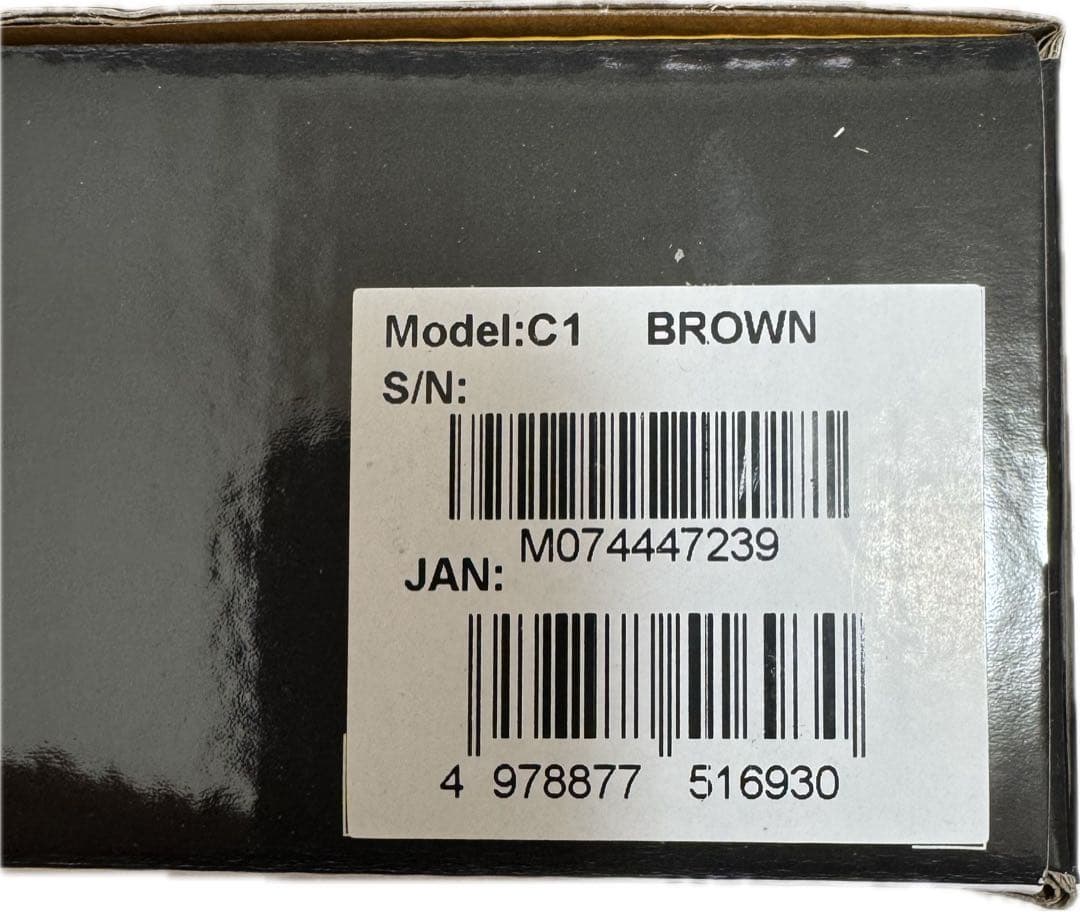 Model:C1 BROWN
S/N:
M074447239
JAN:
4 978877 516930